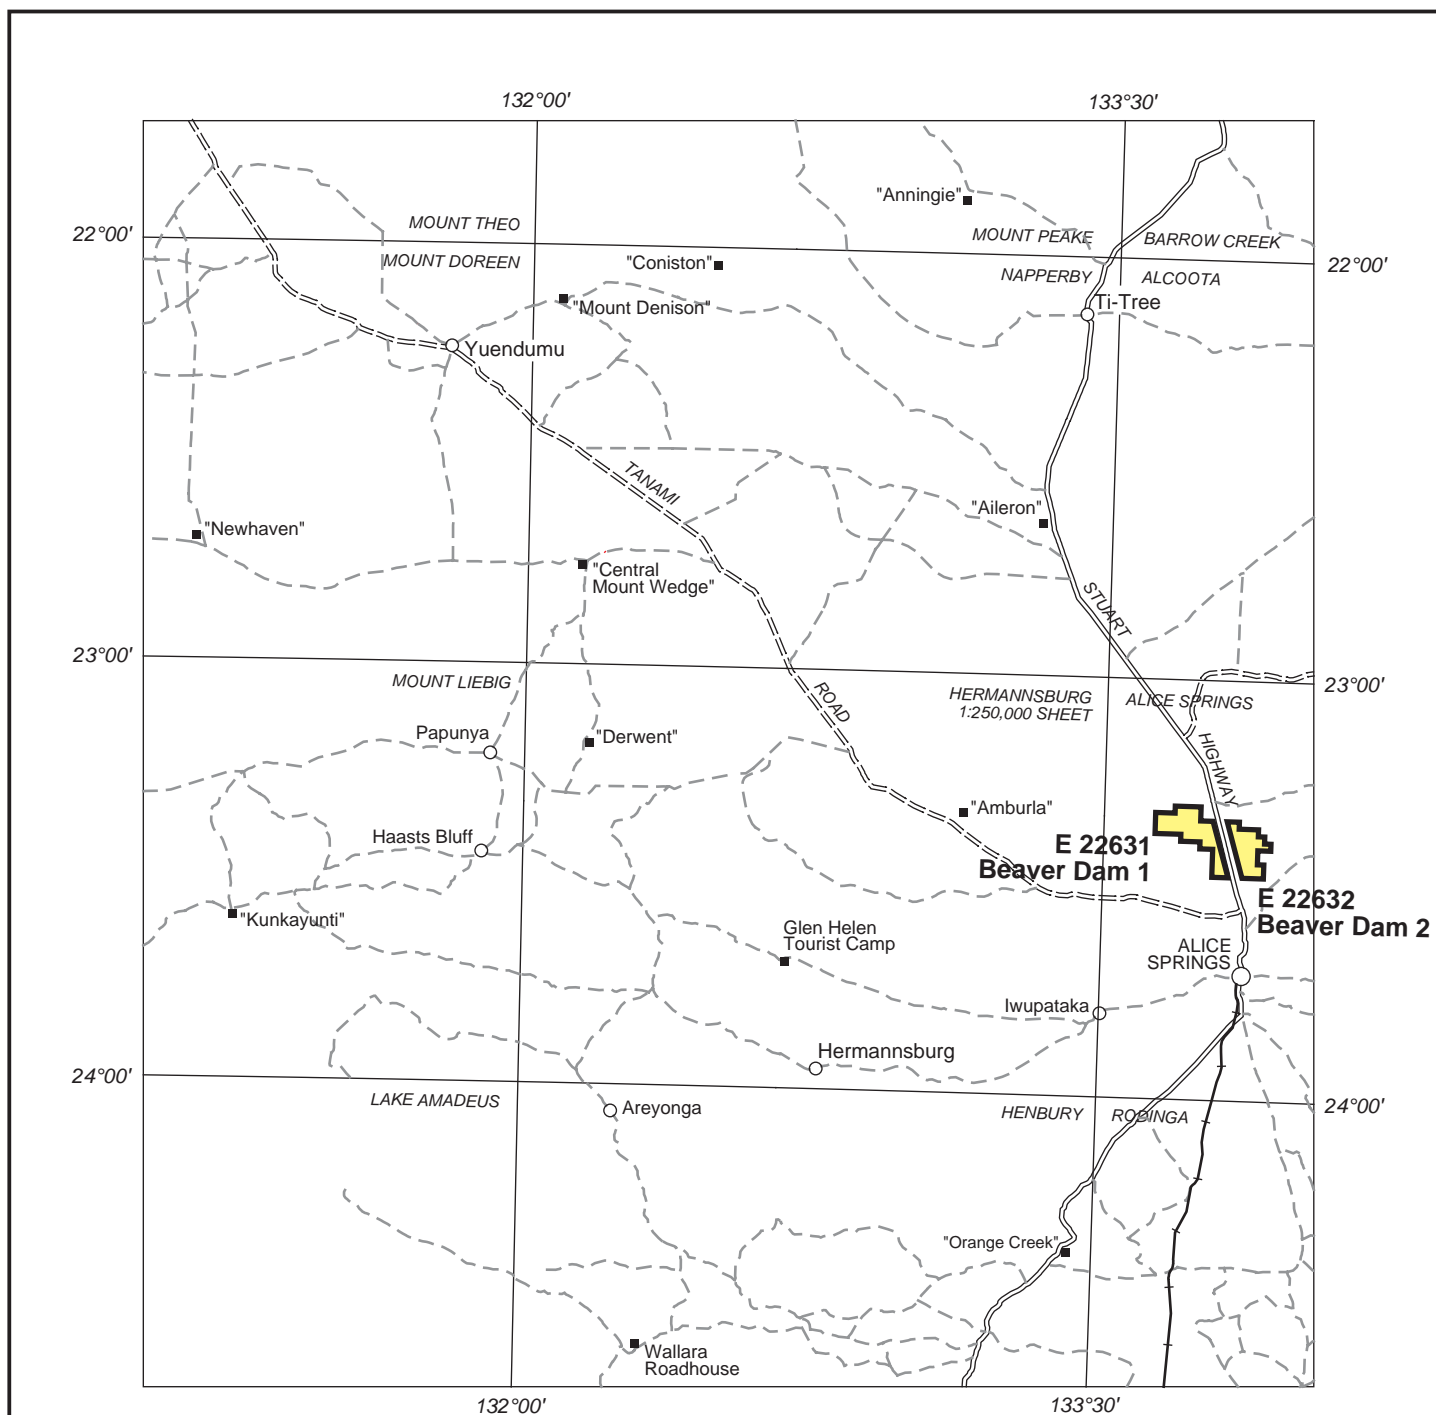 132°00'
133°30'
"Anningie"
MOUNT THEO
MOUNT PEAKE
BARROW CREEK
22°00'
MOUNT DOREEN
"Coniston"
NAPPERBY
ALCOOTA
22°00'
"Mount Denison"
Ti-Tree
Yuendumu
TANAMI
"Aileron"
"Newhaven"
"Central
Mount Wedge"
STUART
23°00'
MOUNT LIEBIG
ROAD
HERMANNSBURG
1:250,000 SHEET
ALICE SPRINGS
23°00'
Papunya
"Derwent"
HIGHWAY
"Amburla"
Haasts Bluff
E 22631
Beaver Dam 1
E 22632
Beaver Dam 2
"Kunkayunti"
Glen Helen
Tourist Camp
ALICE
SPRINGS
Iwupataka
Hermannsburg
24°00'
LAKE AMADEUS
Areyonga
HENBURY
RODINGA
24°00'
"Orange Creek"
Wallara
Roadhouse
132°00'
133°30'